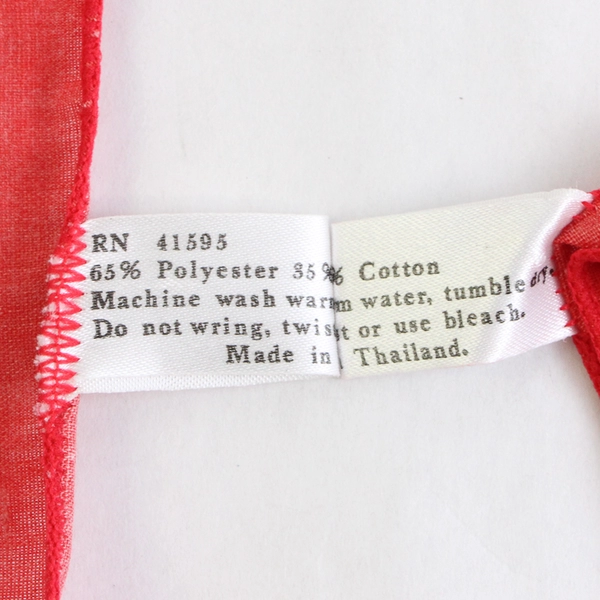 RN 41595
65% Polyester 35% Cotton
Machine wash warm water, tumble dry.
Do not wring, twist or use bleach.
Made in Thailand.